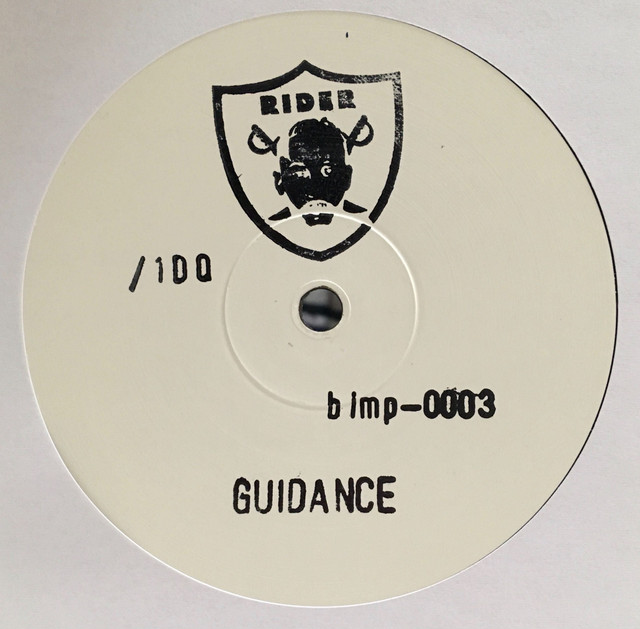 RIDER
/100
bimp-0003
GUIDANCE